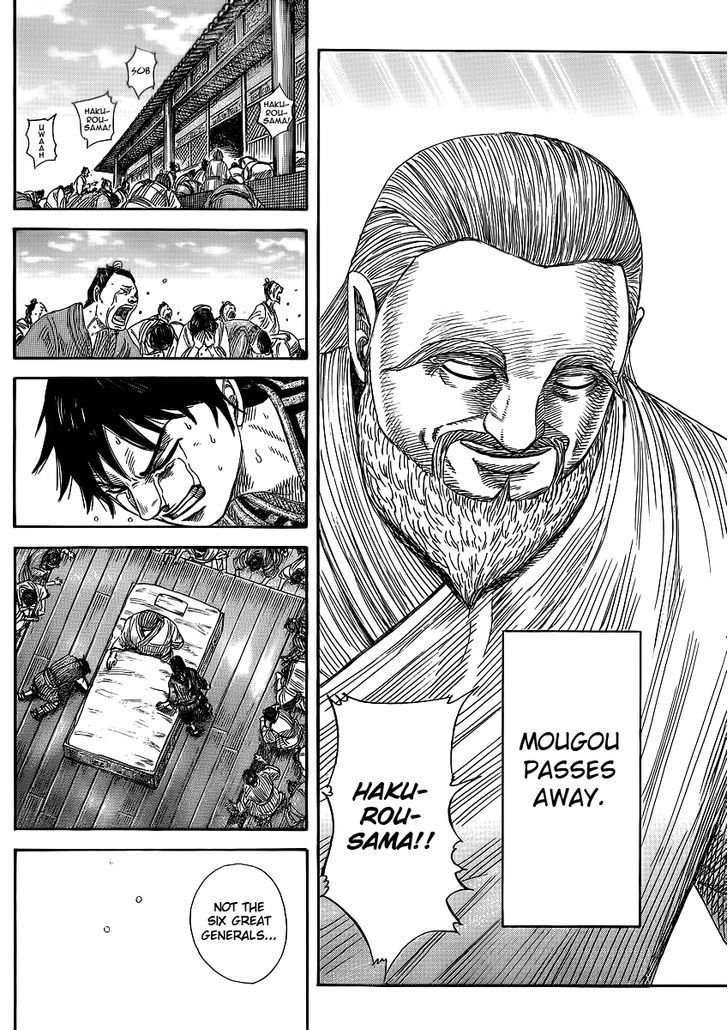 MOUGOU
PASSES
AWAY.
HAKU-
ROU-
SAMA!!
HAKU-
ROU-
SAMA!
SOB
HAKU-
ROU-
SAMA!
UWAAH
NOT THE
SIX GREAT
GENERALS...